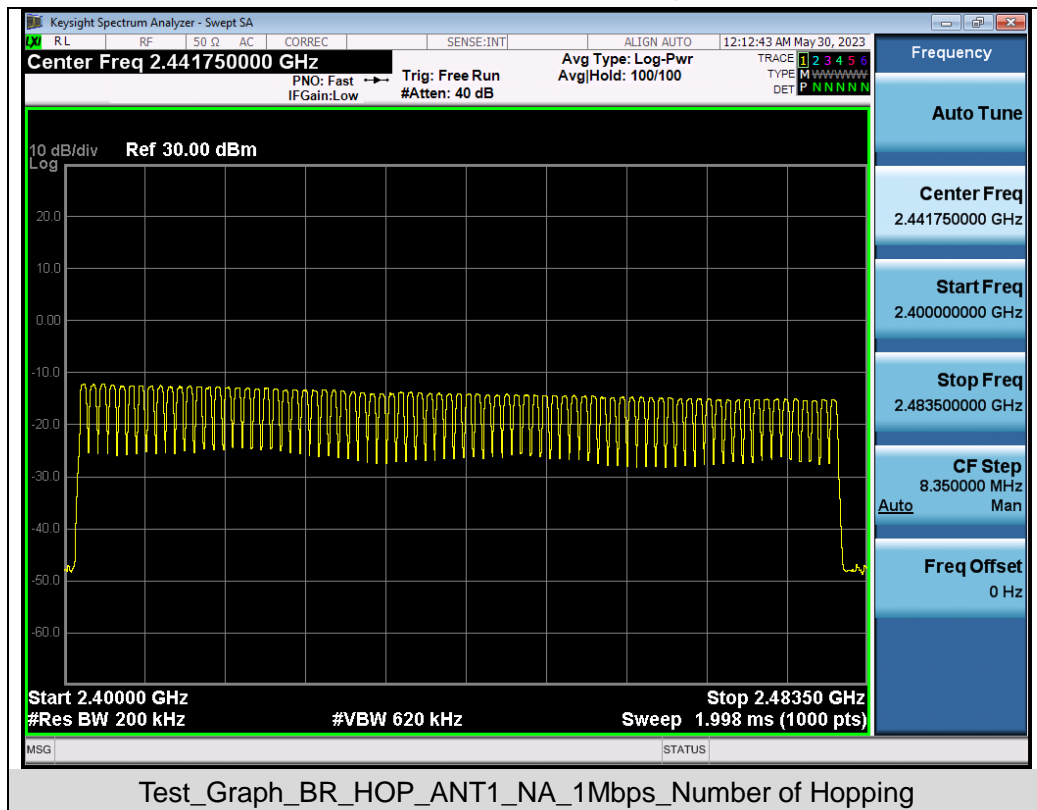 Keysight Spectrum Analyzer - Swept SA
LXI RL RF 50 Ω AC CORREC SENSE:INT ALIGN AUTO 12:12:43 AM May 30, 2023
Center Freq 2.441750000 GHz
PNO: Fast
IFGain:Low
Trig: Free Run
#Atten: 40 dB
Avg Type: Log-Pwr
Avg|Hold: 100/100
TRACE 1 2 3 4 5 6
TYPE M WWWWW
DET P N N N N N
10 dB/div Ref 30.00 dBm
Log
20.0
10.0
0.00
-10.0
-20.0
-30.0
-40.0
-50.0
-60.0
Start 2.40000 GHz Stop 2.48350 GHz
#Res BW 200 kHz #VBW 620 kHz Sweep 1.998 ms (1000 pts)
MSG STATUS
Frequency
Auto Tune
Center Freq
2.441750000 GHz
Start Freq
2.400000000 GHz
Stop Freq
2.483500000 GHz
CF Step
8.350000 MHz
Auto Man
Freq Offset
0 Hz
Test_Graph_BR_HOP_ANT1_NA_1Mbps_Number of Hopping